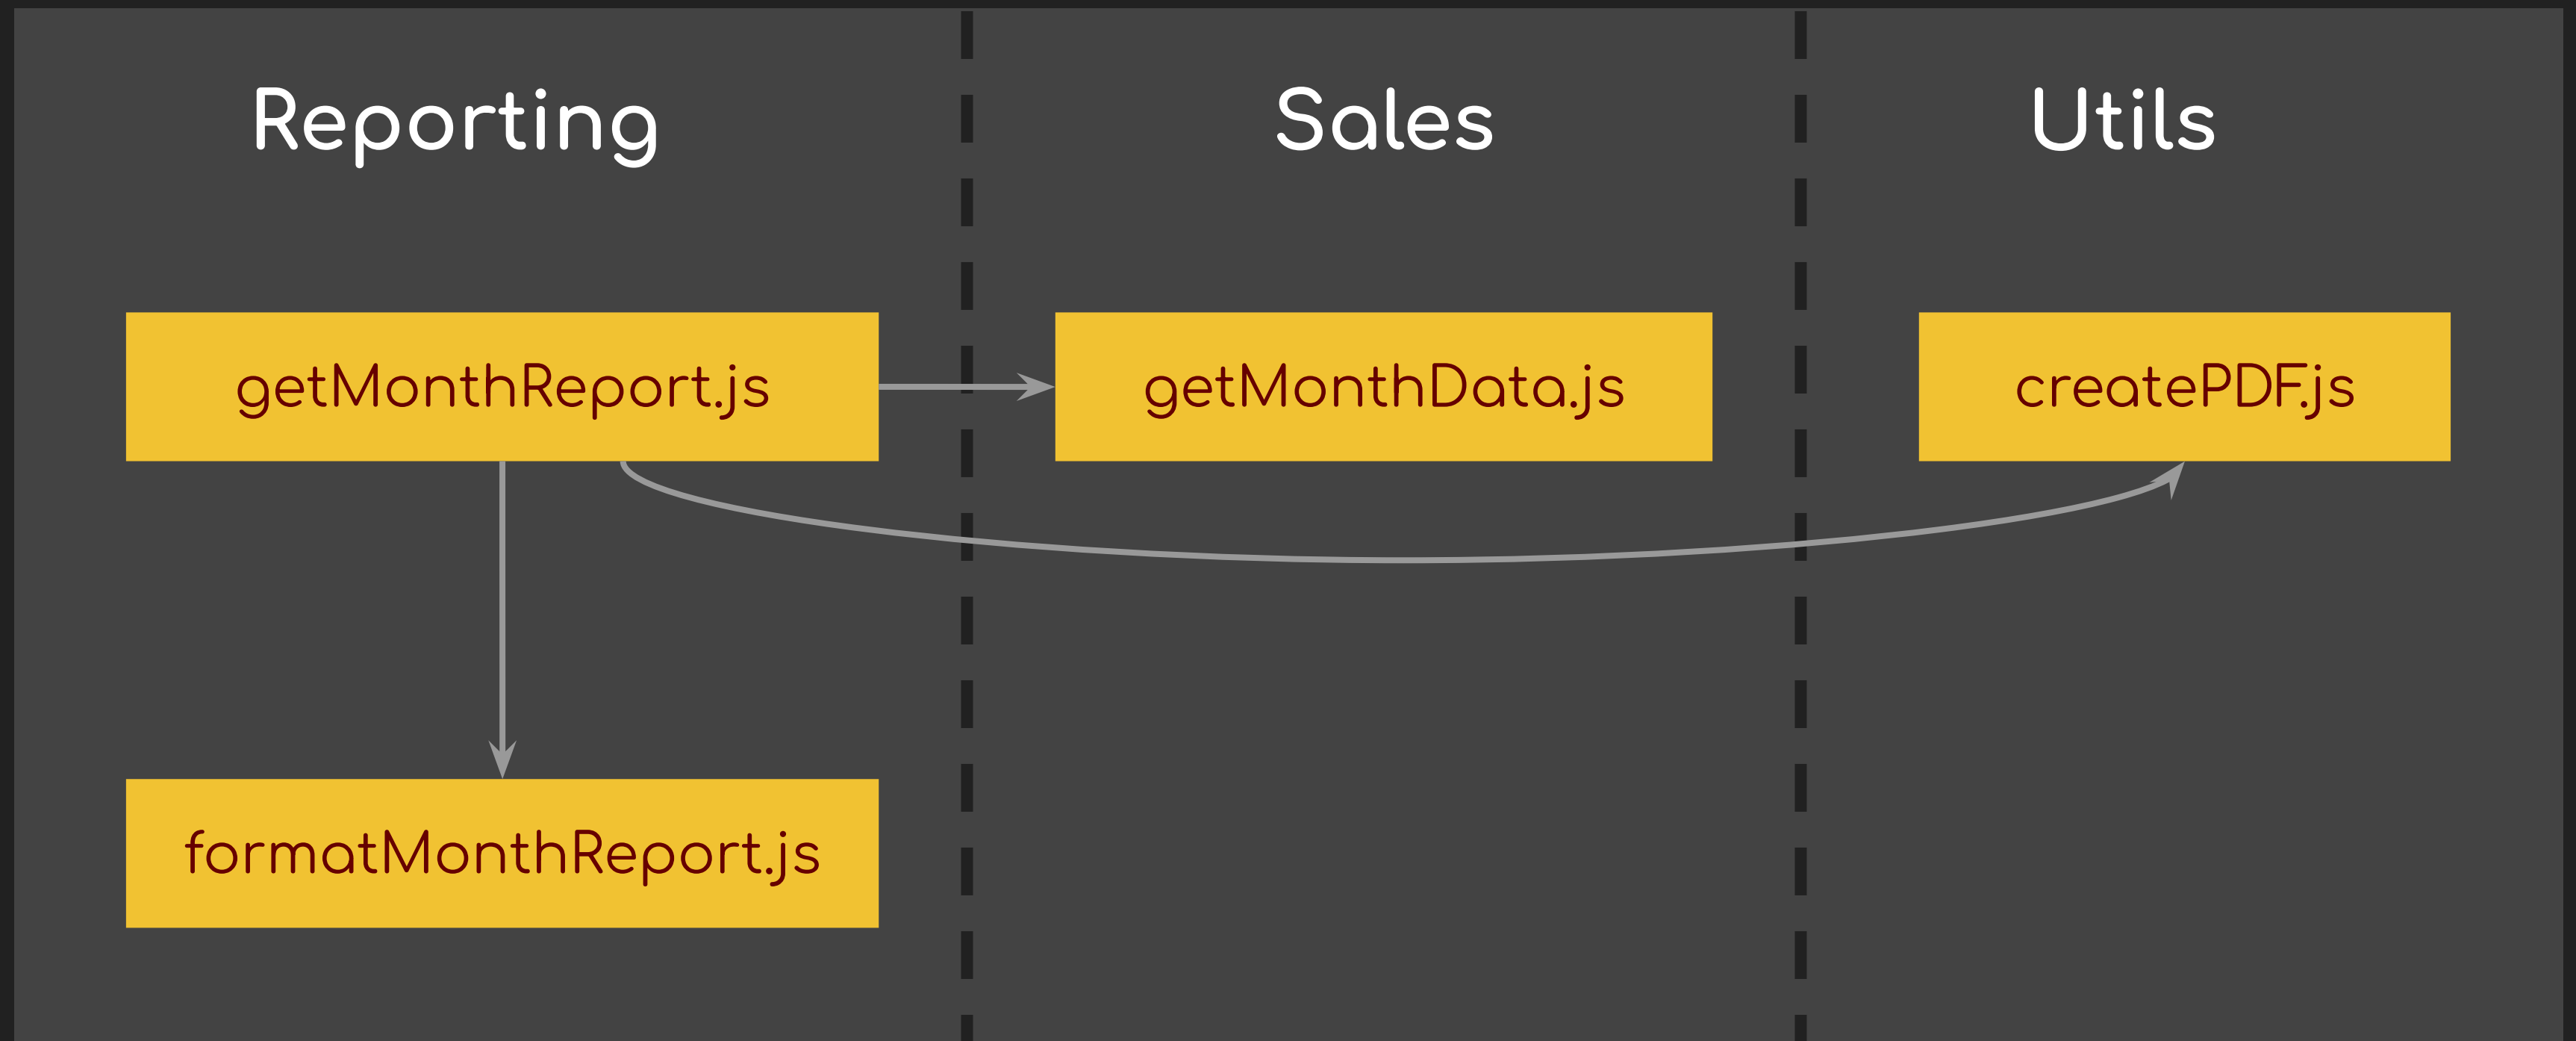 Reporting
Sales
Utils
getMonthReport.js
getMonthData.js
createPDF.js
formatMonthReport.js